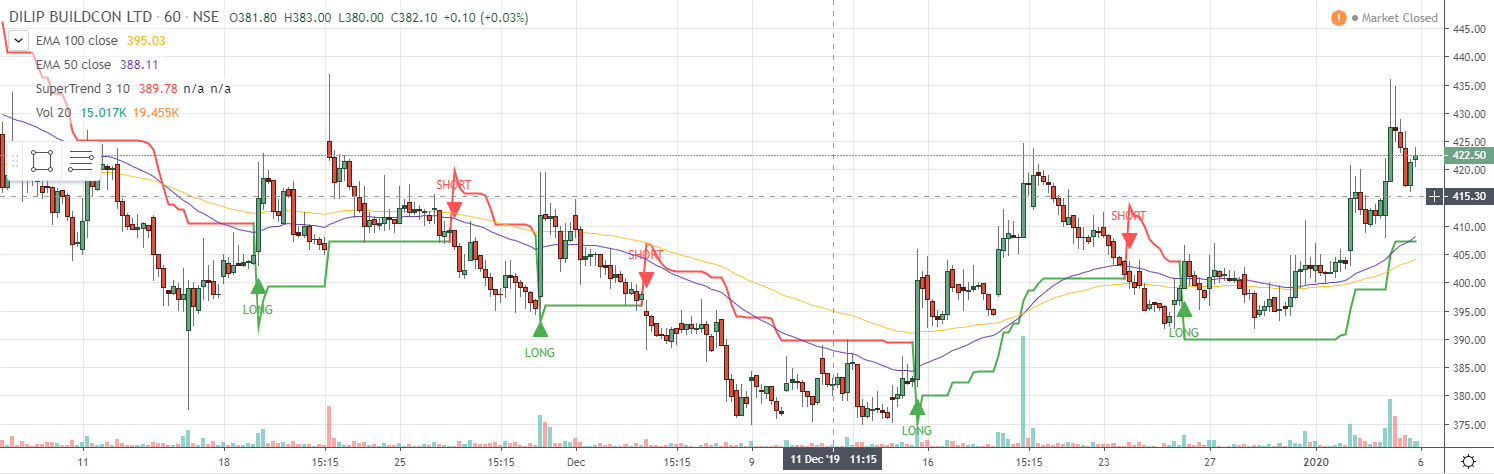 DILIP BUILDCON LTD · 60 · NSE O381.80 H383.00 L380.00 C382.10 +0.10 (+0.03%)
! Market Closed
EMA 100 close 395.03
EMA 50 close 388.11
SuperTrend 3 10 389.78 n/a n/a
Vol 20 15.017K 19.455K
SHORT
SHORT
SHORT
LONG
LONG
LONG
LONG
445.00
440.00
435.00
430.00
425.00
422.50
420.00
415.30
410.00
405.00
400.00
395.00
390.00
385.00
380.00
375.00
11 18 15:15 25 15:15 Dec 15:15 9 11 Dec '19 11:15 16 15:15 23 27 2020 6